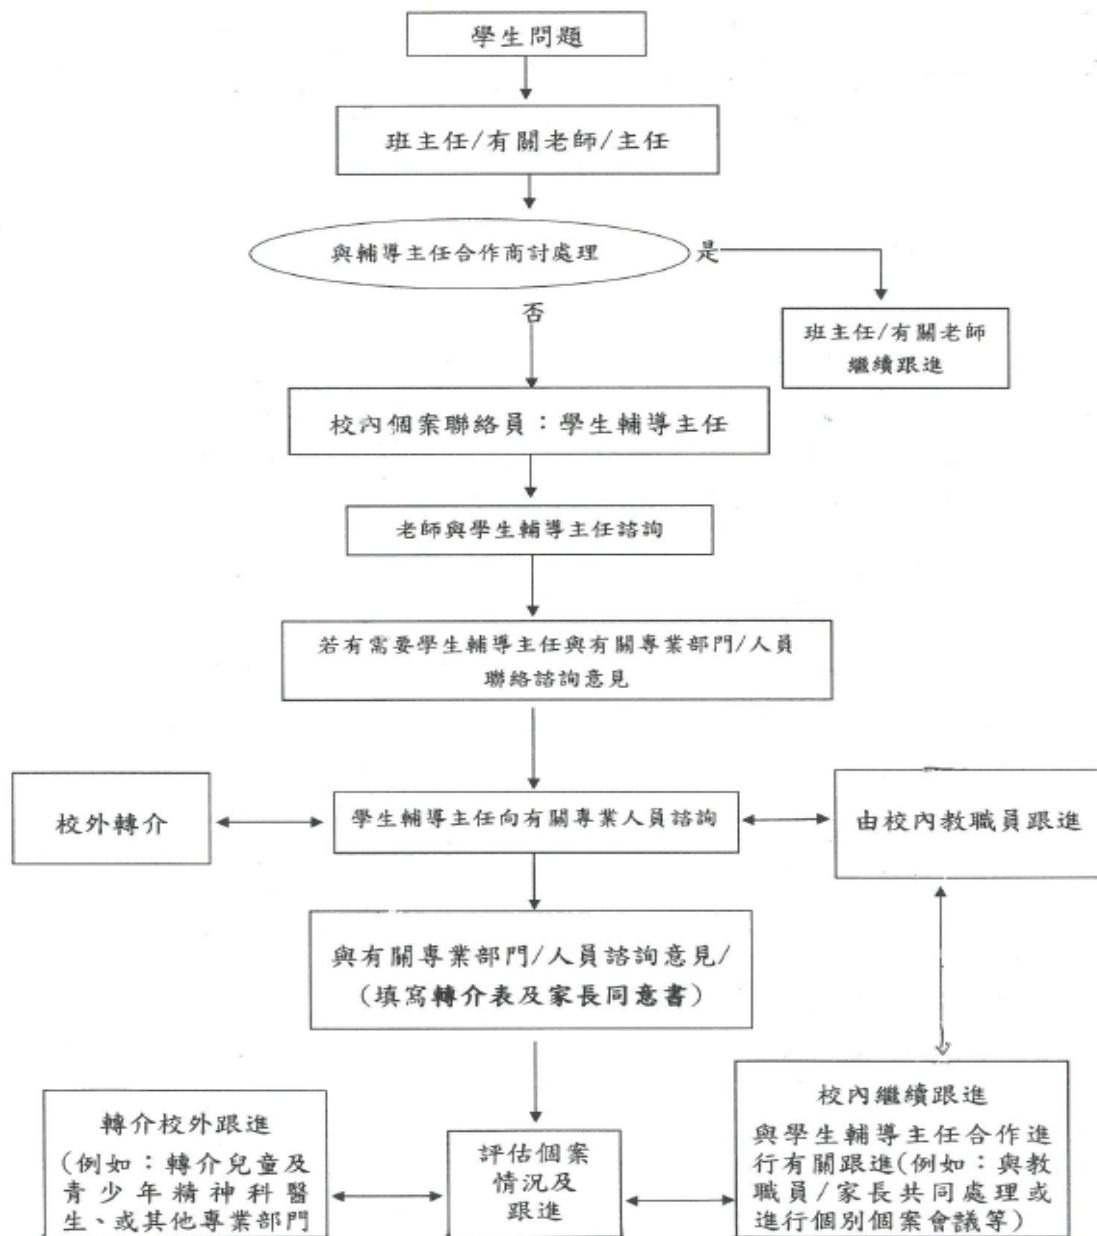 學生問題
班主任/有關老師/主任
與輔導主任合作商討處理
是
否
班主任/有關老師
繼續跟進
校內個案聯絡員：學生輔導主任
老師與學生輔導主任諮詢
若有需要學生輔導主任與有關專業部門/人員
聯絡諮詢意見
校外轉介
學生輔導主任向有關專業人員諮詢
由校內教職員跟進
與有關專業部門/人員諮詢意見/
（填寫轉介表及家長同意書）
轉介校外跟進
(例如：轉介兒童及
青少年精神科醫
生、或其他專業部門
評估個案
情況及
跟進
校內繼續跟進
與學生輔導主任合作進
行有關跟進(例如：與教
職員/家長共同處理或
進行個別個案會議等)